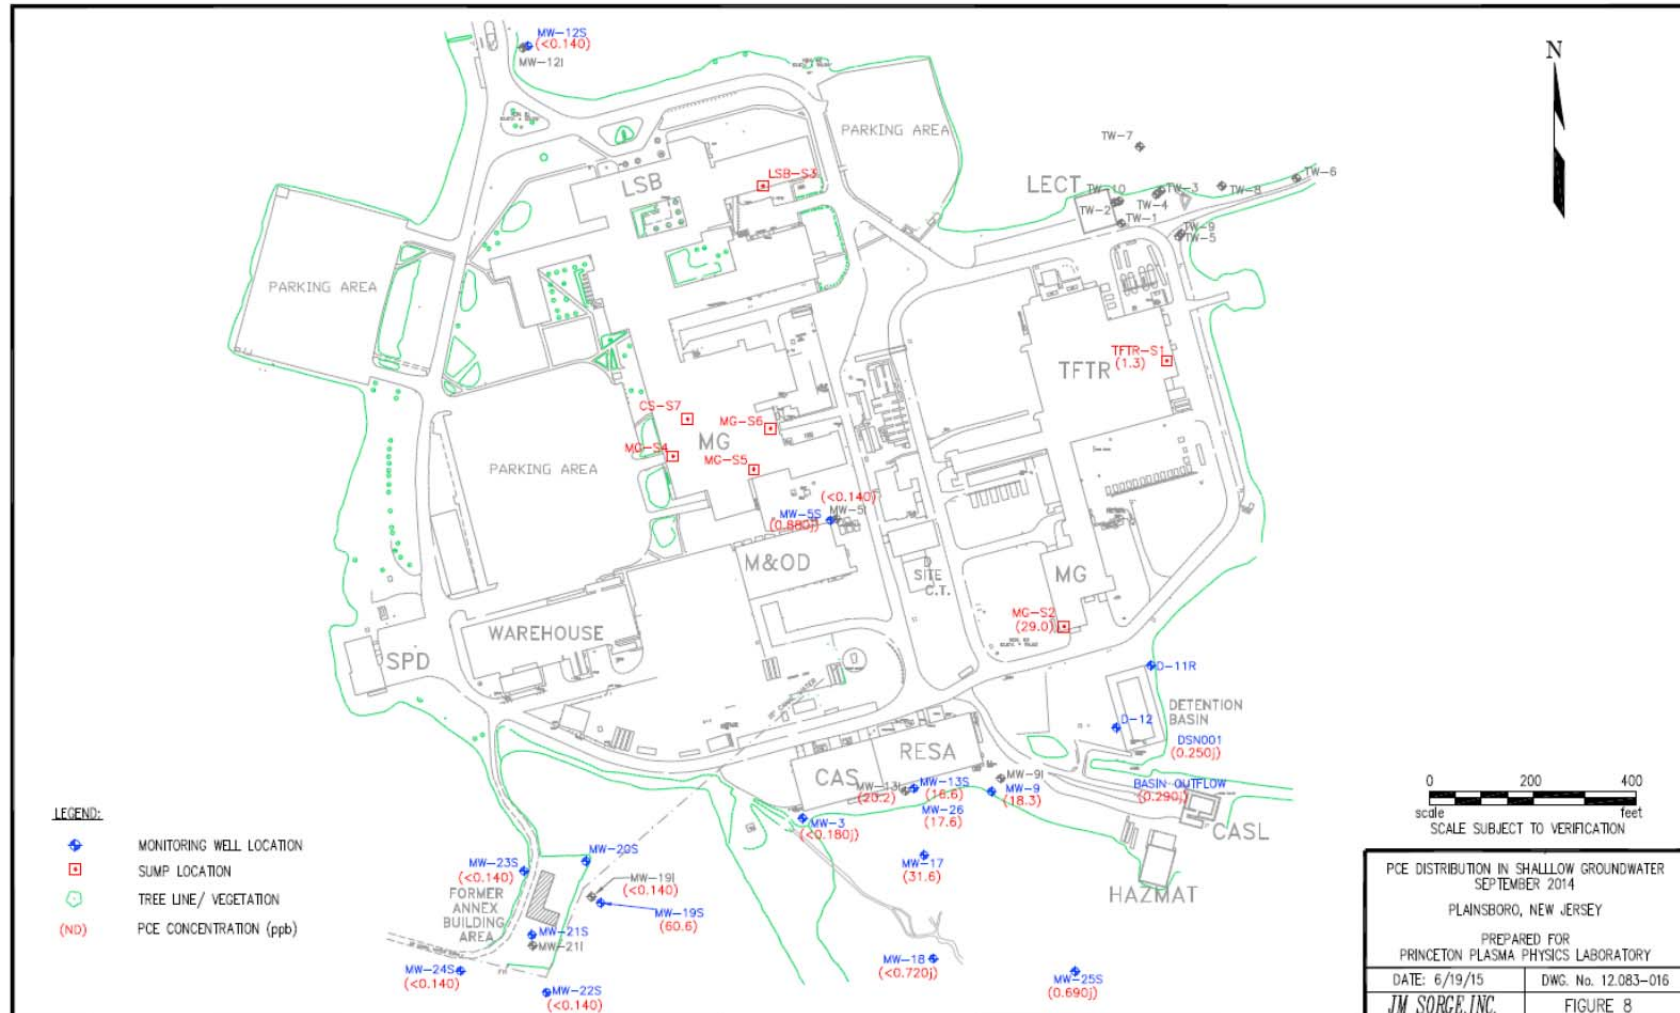 MW-12S
(<0.140)
MW-12I
N
PARKING AREA
TW-7
LSB
LSB-S3
LECT
TW-10
TW-3
TW-8
TW-6
TW-2
TW-4
TW-1
TW-9
TW-5
PARKING AREA
TFTR-S1
(1.3)
TFTR
CS-S7
MG-S6
MG
MG-S4
MG-S5
PARKING AREA
(<0.140)
MW-5S
MW-5I
(0.880j)
M&OD
D
SITE
C.T.
MG
MG-S2
(29.0)
WAREHOUSE
SPD
D-11R
DETENTION
BASIN
D-12
DSN001
(0.250j)
RESA
CAS
MW-9I
MW-13I
(20.2)
MW-13S
(16.6)
MW-9
(18.3)
BASIN OUTFLOW
(0.290j)
MW-26
(17.6)
MW-3
(<0.180j)
CASL
MW-17
(31.6)
HAZMAT
MW-20S
MW-23S
(<0.140)
MW-19I
(<0.140)
FORMER
ANNEX
BUILDING
AREA
MW-19S
(60.6)
MW-21S
MW-21I
MW-24S
(<0.140)
MW-22S
(<0.140)
MW-18
(<0.720j)
MW-25S
(0.690j)
LEGEND:
MONITORING WELL LOCATION
SUMP LOCATION
TREE LINE/ VEGETATION
(ND) PCE CONCENTRATION (ppb)
0 200 400
scale feet
SCALE SUBJECT TO VERIFICATION
PCE DISTRIBUTION IN SHALLLOW GROUNDWATER
SEPTEMBER 2014
PLAINSBORO, NEW JERSEY
PREPARED FOR
PRINCETON PLASMA PHYSICS LABORATORY
DATE: 6/19/15 DWG. No. 12.083-016
JM SORGE,INC. FIGURE 8